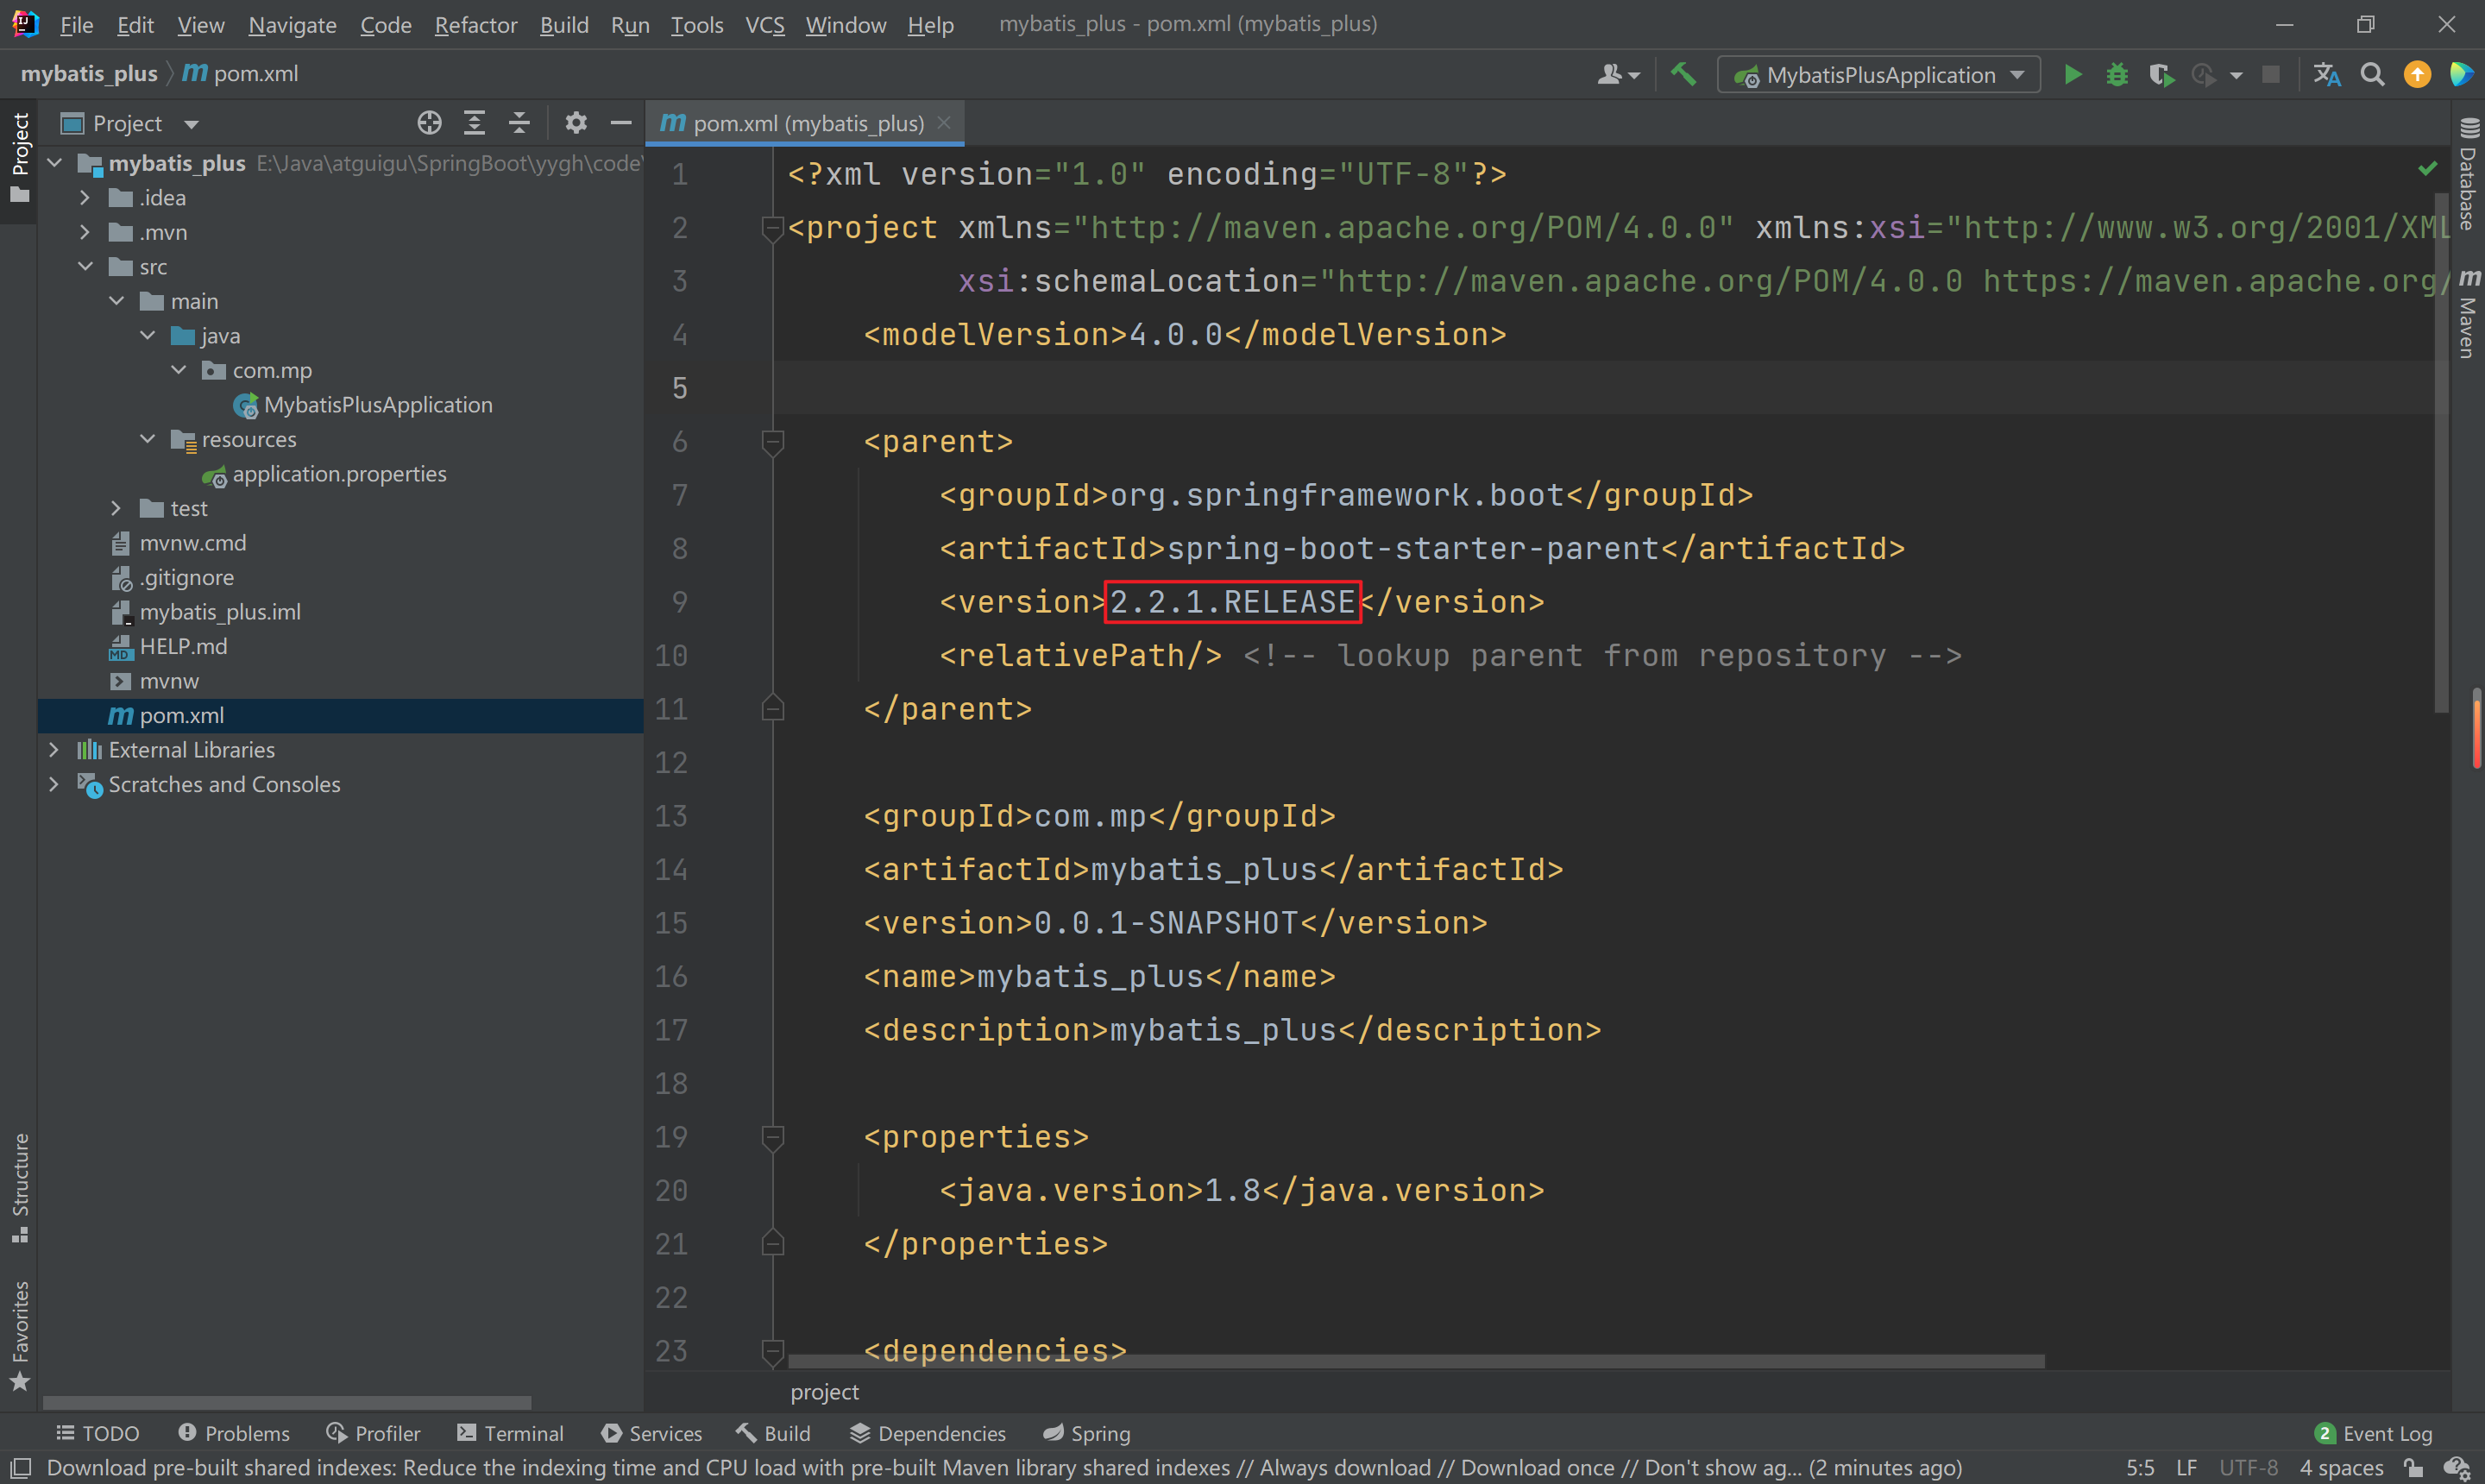 File Edit View Navigate Code Refactor Build Run Tools VCS Window Help mybatis_plus - pom.xml (mybatis_plus)
mybatis_plus pom.xml MybatisPlusApplication
Project
Project
pom.xml (mybatis_plus)
mybatis_plus E:\Java\atguigu\SpringBoot\yygh\code\
.idea
.mvn
src
main
java
com.mp
MybatisPlusApplication
resources
application.properties
test
mvnw.cmd
.gitignore
mybatis_plus.iml
HELP.md
mvnw
pom.xml
External Libraries
Scratches and Consoles
Structure
Favorites
1 <?xml version="1.0" encoding="UTF-8"?>
2 <project xmlns="http://maven.apache.org/POM/4.0.0" xmlns:xsi="http://www.w3.org/2001/XML
3 xsi:schemaLocation="http://maven.apache.org/POM/4.0.0 https://maven.apache.org/
4 <modelVersion>4.0.0</modelVersion>
5
6 <parent>
7 <groupId>org.springframework.boot</groupId>
8 <artifactId>spring-boot-starter-parent</artifactId>
9 <version>2.2.1.RELEASE</version>
10 <relativePath/> <!-- lookup parent from repository -->
11 </parent>
12
13 <groupId>com.mp</groupId>
14 <artifactId>mybatis_plus</artifactId>
15 <version>0.0.1-SNAPSHOT</version>
16 <name>mybatis_plus</name>
17 <description>mybatis_plus</description>
18
19 <properties>
20 <java.version>1.8</java.version>
21 </properties>
22
23 <dependencies>
project
Database
Maven
TODO Problems Profiler Terminal Services Build Dependencies Spring 2 Event Log
Download pre-built shared indexes: Reduce the indexing time and CPU load with pre-built Maven library shared indexes // Always download // Download once // Don't show ag... (2 minutes ago) 5:5 LF UTF-8 4 spaces